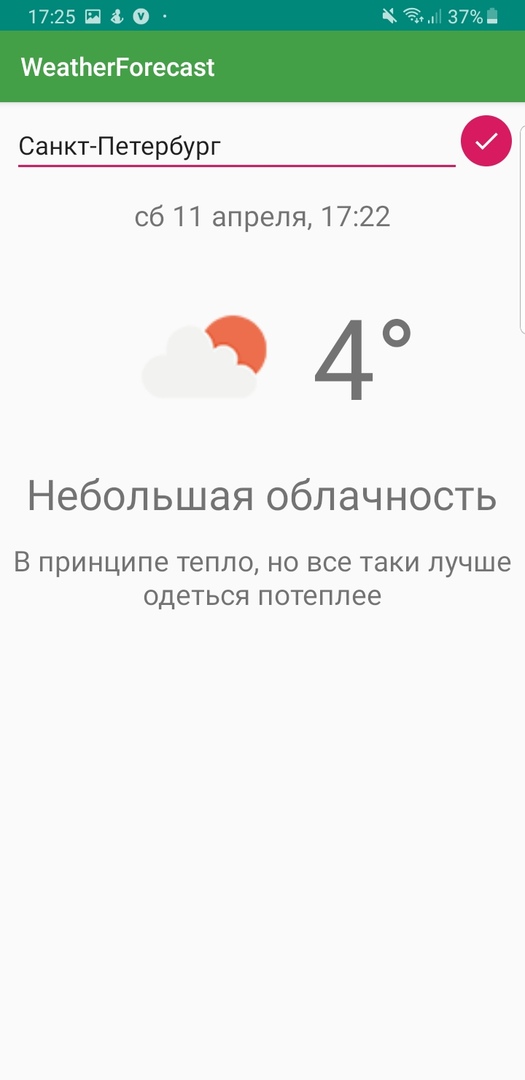 17:25
37%
WeatherForecast
Санкт-Петербург
сб 11 апреля, 17:22
4°
Небольшая облачность
В принципе тепло, но все таки лучше
одеться потеплее